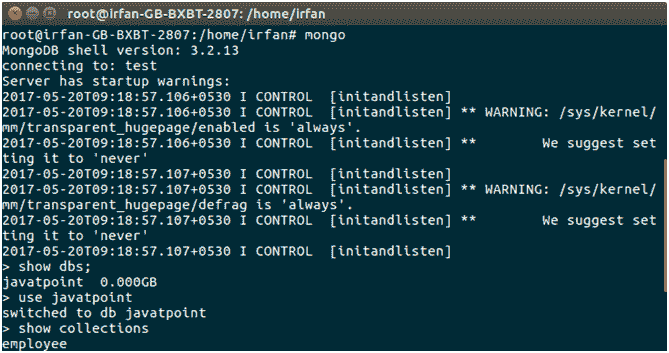 root@irfan-GB-BXBT-2807: /home/irfan
root@irfan-GB-BXBT-2807:/home/irfan# mongo
MongoDB shell version: 3.2.13
connecting to: test
Server has startup warnings:
2017-05-20T09:18:57.106+0530 I CONTROL  [initandlisten]
2017-05-20T09:18:57.106+0530 I CONTROL  [initandlisten] ** WARNING: /sys/kernel/
mm/transparent_hugepage/enabled is 'always'.
2017-05-20T09:18:57.106+0530 I CONTROL  [initandlisten] **        We suggest set
ting it to 'never'
2017-05-20T09:18:57.107+0530 I CONTROL  [initandlisten]
2017-05-20T09:18:57.107+0530 I CONTROL  [initandlisten] ** WARNING: /sys/kernel/
mm/transparent_hugepage/defrag is 'always'.
2017-05-20T09:18:57.107+0530 I CONTROL  [initandlisten] **        We suggest set
ting it to 'never'
2017-05-20T09:18:57.107+0530 I CONTROL  [initandlisten]
> show dbs;
javatpoint  0.000GB
> use javatpoint
switched to db javatpoint
> show collections
employee